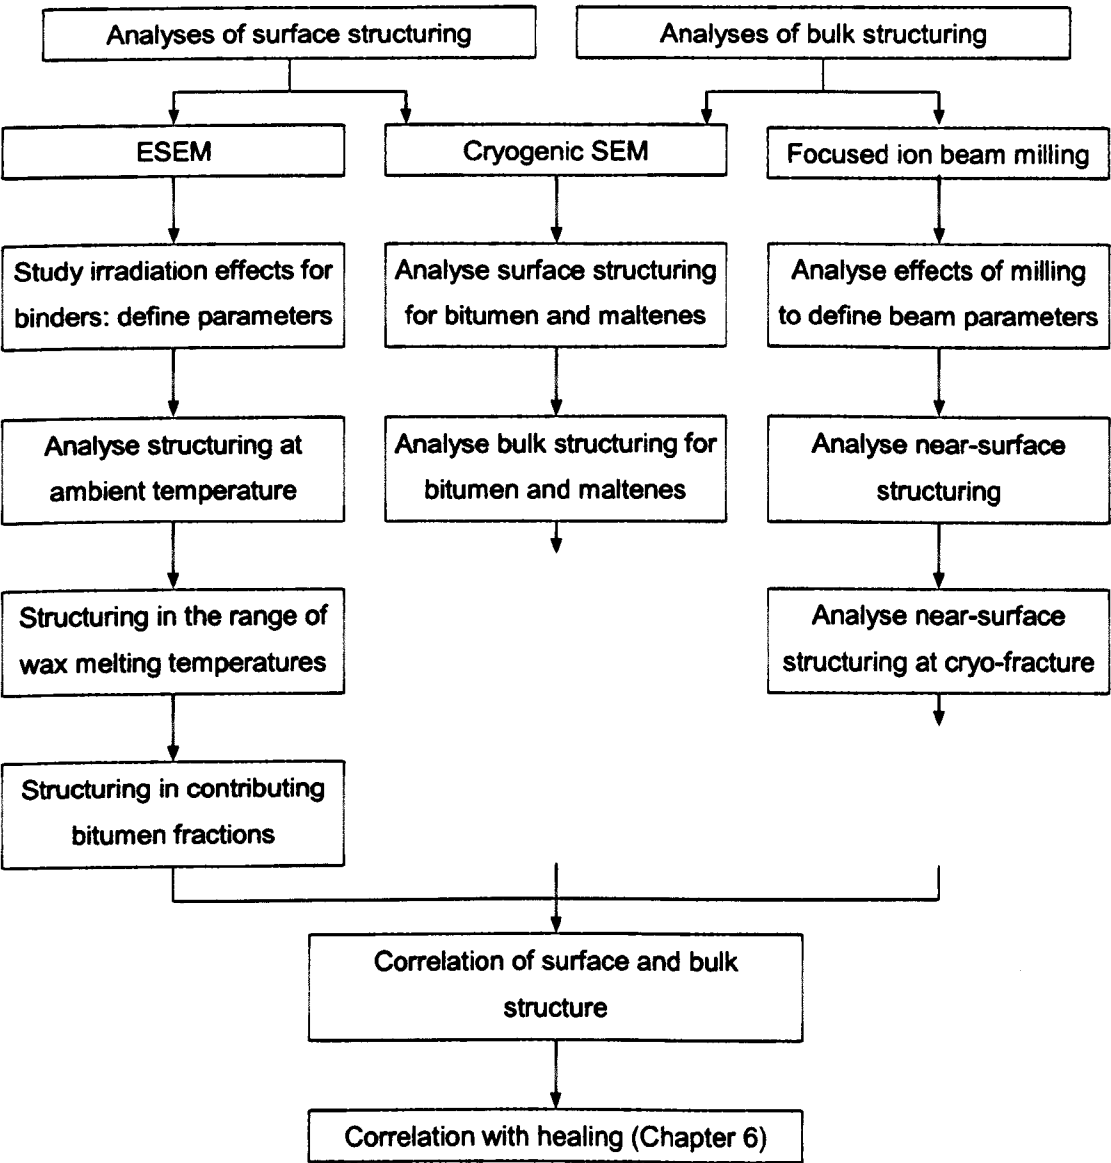 Analyses of surface structuring
Analyses of bulk structuring
ESEM
Cryogenic SEM
Focused ion beam milling
Study irradiation effects for
binders: define parameters
Analyse surface structuring
for bitumen and maltenes
Analyse effects of milling
to define beam parameters
Analyse structuring at
ambient temperature
Analyse bulk structuring for
bitumen and maltenes
Analyse near-surface
structuring
Structuring in the range of
wax melting temperatures
Analyse near-surface
structuring at cryo-fracture
Structuring in contributing
bitumen fractions
Correlation of surface and bulk
structure
Correlation with healing (Chapter 6)